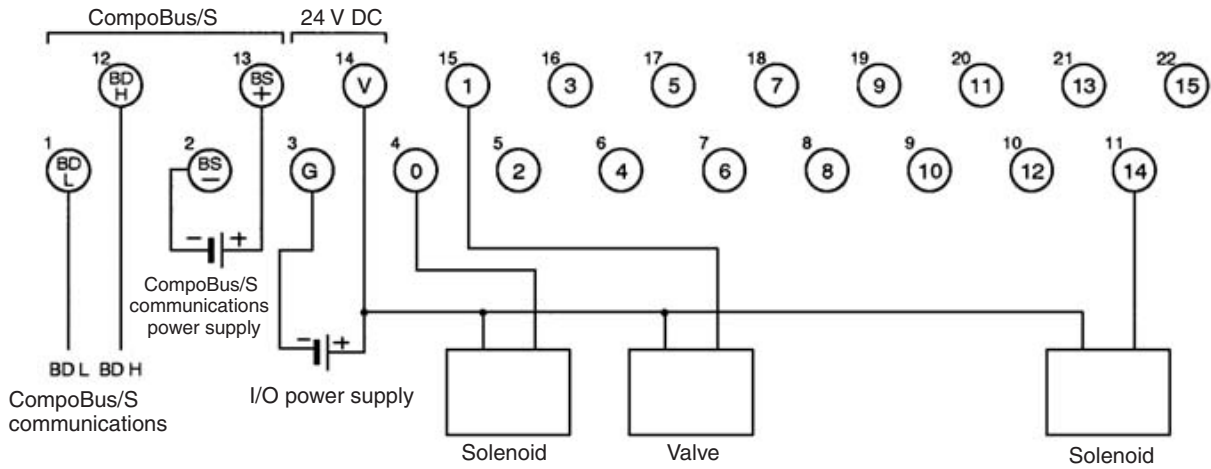 CompoBus/S 24 V DC
12 13 14 15 16 17 18 19 20 21 22
BD H BS + V 1 3 5 7 9 11 13 15
1 2 3 4 5 6 7 8 9 10 11
BD L BS – G 0 2 4 6 8 10 12 14
– +
CompoBus/S
communications
power supply
– +
BD L BD H
I/O power supply
CompoBus/S
communications
Solenoid Valve Solenoid